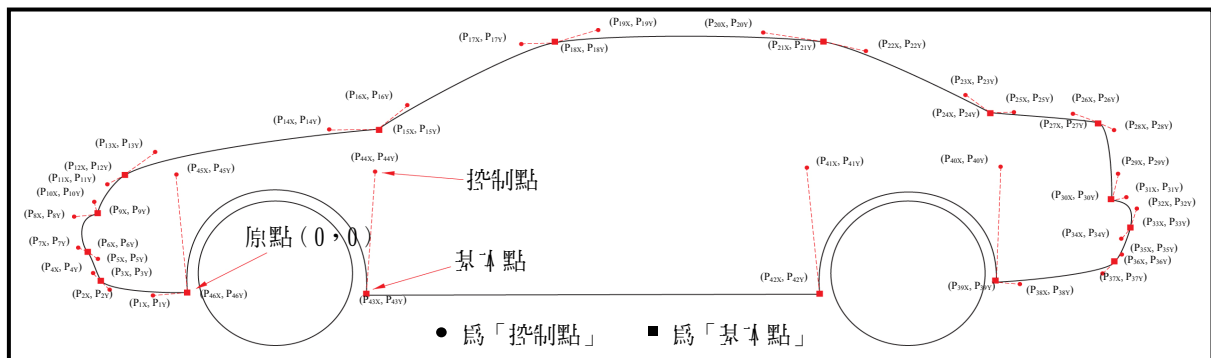 (P19X, P19Y)
(P20X, P20Y)
(P17X, P17Y)
(P18X, P18Y)
(P21X, P21Y)
(P22X, P22Y)
(P23X, P23Y)
(P16X, P16Y)
(P25X, P25Y)
(P26X, P26Y)
(P14X, P14Y)
(P24X, P24Y)
(P27X, P27Y)
(P28X, P28Y)
(P15X, P15Y)
(P13X, P13Y)
(P44X, P44Y)
(P29X, P29Y)
(P12X, P12Y)
(P45X, P45Y)
(P41X, P41Y)
(P40X, P40Y)
(P11X, P11Y)
控制點
(P10X, P10Y)
(P31X, P31Y)
(P30X, P30Y)
(P32X, P32Y)
(P8X, P8Y)
(P9X, P9Y)
(P33X, P33Y)
原點(0,0)
(P34X, P34Y)
(P7X, P7Y)
(P6X, P6Y)
(P35X, P35Y)
(P5X, P5Y)
基本點
(P36X, P36Y)
(P4X, P4Y)
(P3X, P3Y)
(P37X, P37Y)
(P42X, P42Y)
(P39X, P39Y)
(P2X, P2Y)
(P46X, P46Y)
(P38X, P38Y)
(P1X, P1Y)
(P43X, P43Y)
● 為「控制點」 ■ 為「基本點」